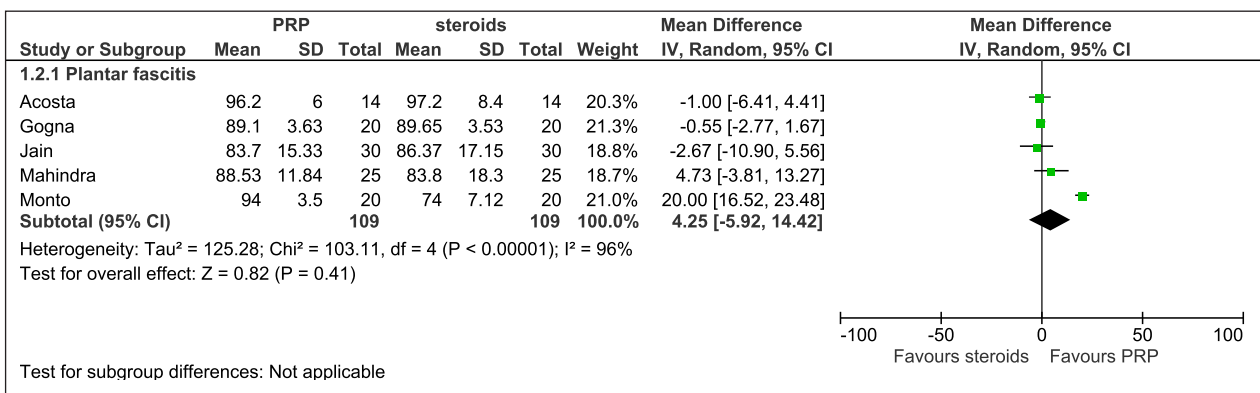 PRP steroids Mean Difference Mean Difference
Study or Subgroup Mean SD Total Mean SD Total Weight IV, Random, 95% CI IV, Random, 95% CI
1.2.1 Plantar fascitis
Acosta 96.2 6 14 97.2 8.4 14 20.3% -1.00 [-6.41, 4.41]
Gogna 89.1 3.63 20 89.65 3.53 20 21.3% -0.55 [-2.77, 1.67]
Jain 83.7 15.33 30 86.37 17.15 30 18.8% -2.67 [-10.90, 5.56]
Mahindra 88.53 11.84 25 83.8 18.3 25 18.7% 4.73 [-3.81, 13.27]
Monto 94 3.5 20 74 7.12 20 21.0% 20.00 [16.52, 23.48]
Subtotal (95% CI) 109 109 100.0% 4.25 [-5.92, 14.42]
Heterogeneity: Tau² = 125.28; Chi² = 103.11, df = 4 (P < 0.00001); I² = 96%
Test for overall effect: Z = 0.82 (P = 0.41)
-100 -50 0 50 100
Favours steroids Favours PRP
Test for subgroup differences: Not applicable